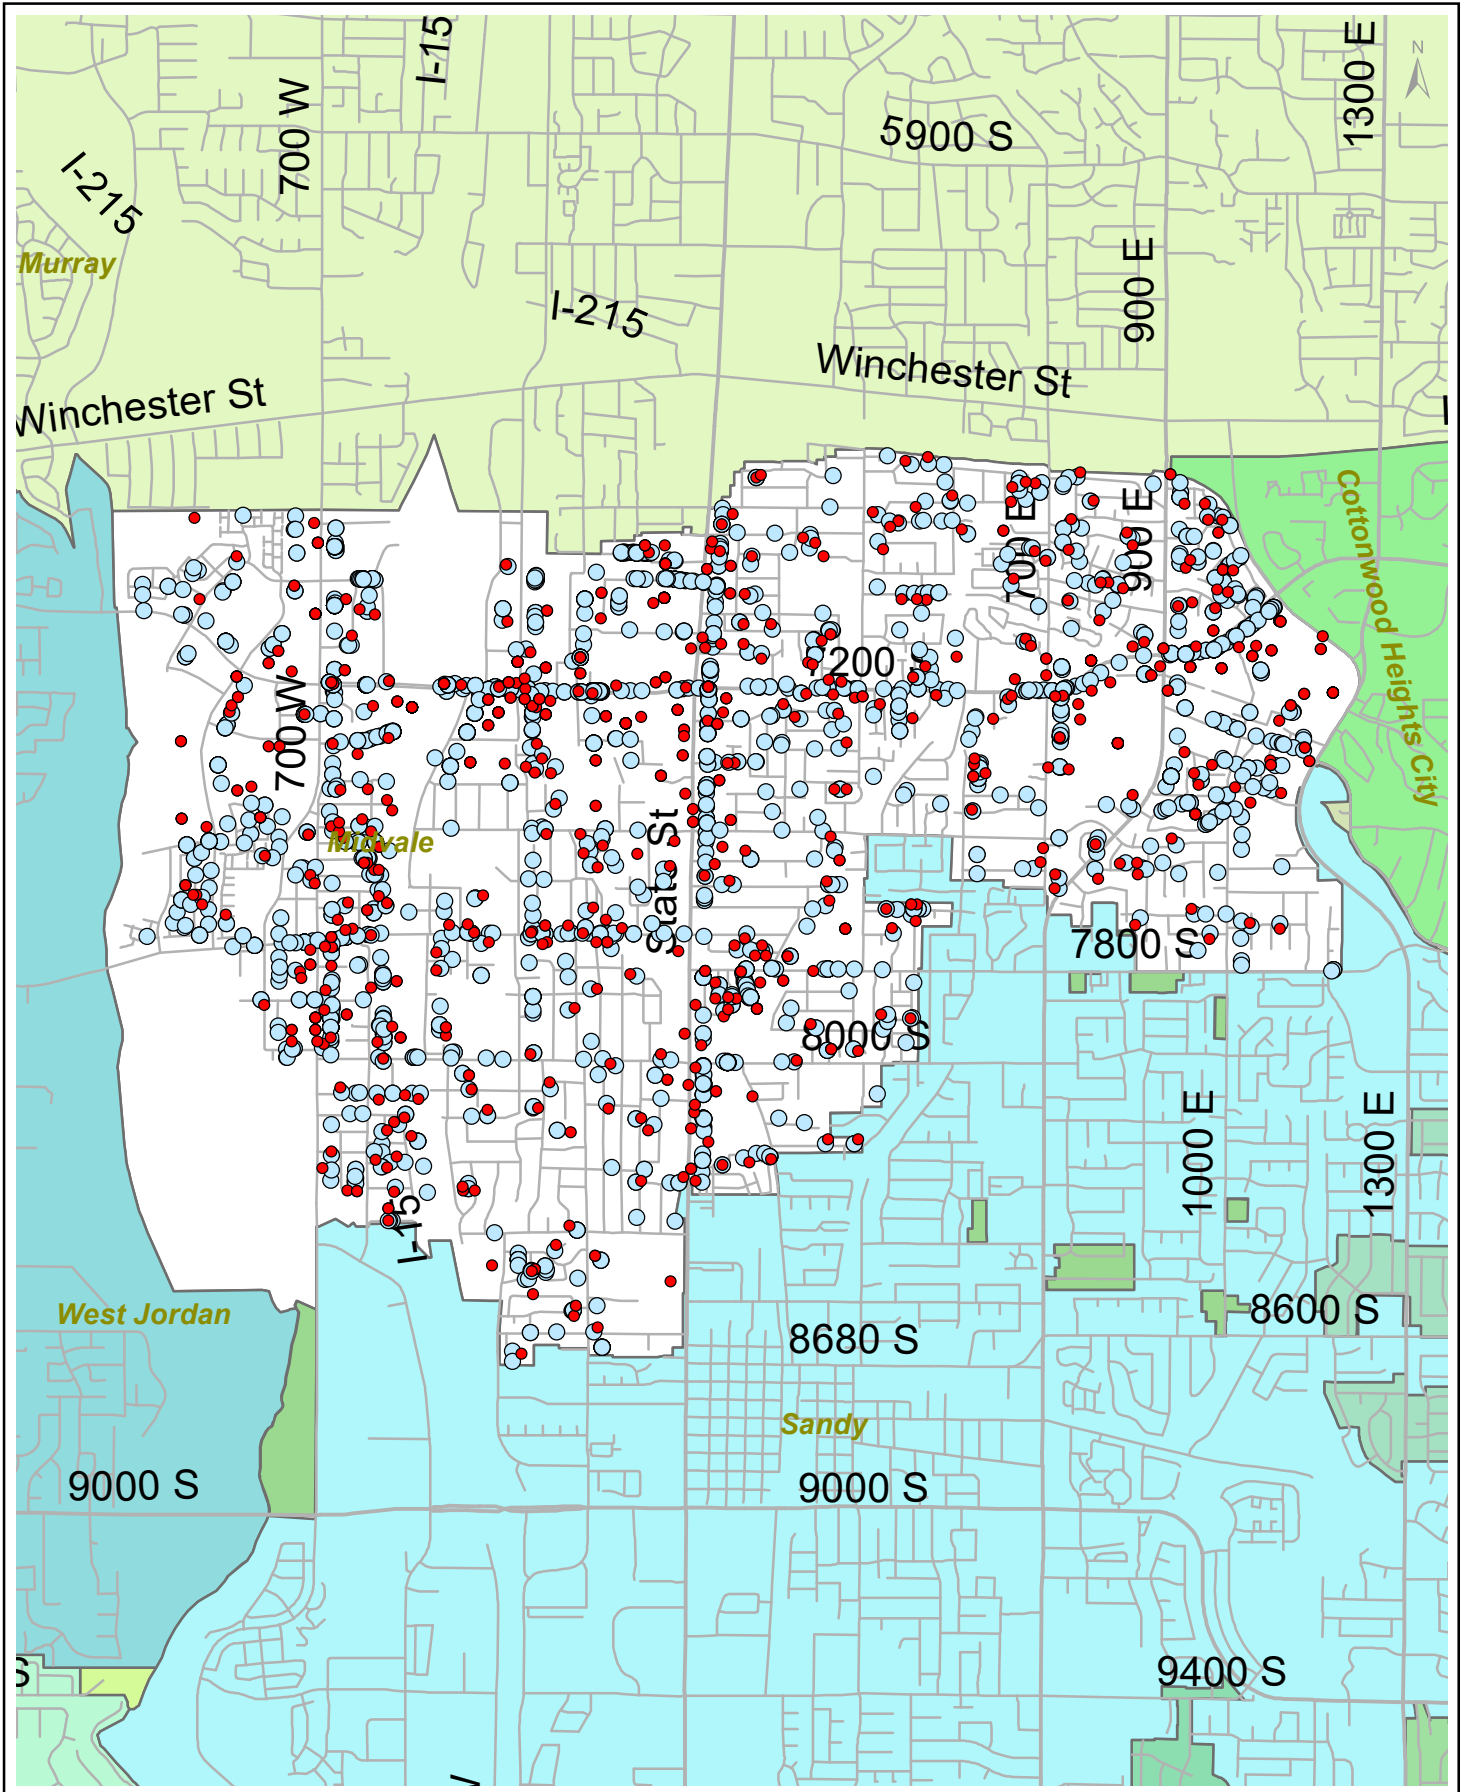 I-15
1300 E
N
700 W
5900 S
I-215
Murray
900 E
I-215
Winchester St
Winchester St
Cottonwood Heights City
900 E
700 E
7200 S
700 W
Midvale
State St
7800 S
8000 S
1000 E
1300 E
I-15
West Jordan
8600 S
8680 S
Sandy
9000 S
9000 S
9400 S
S